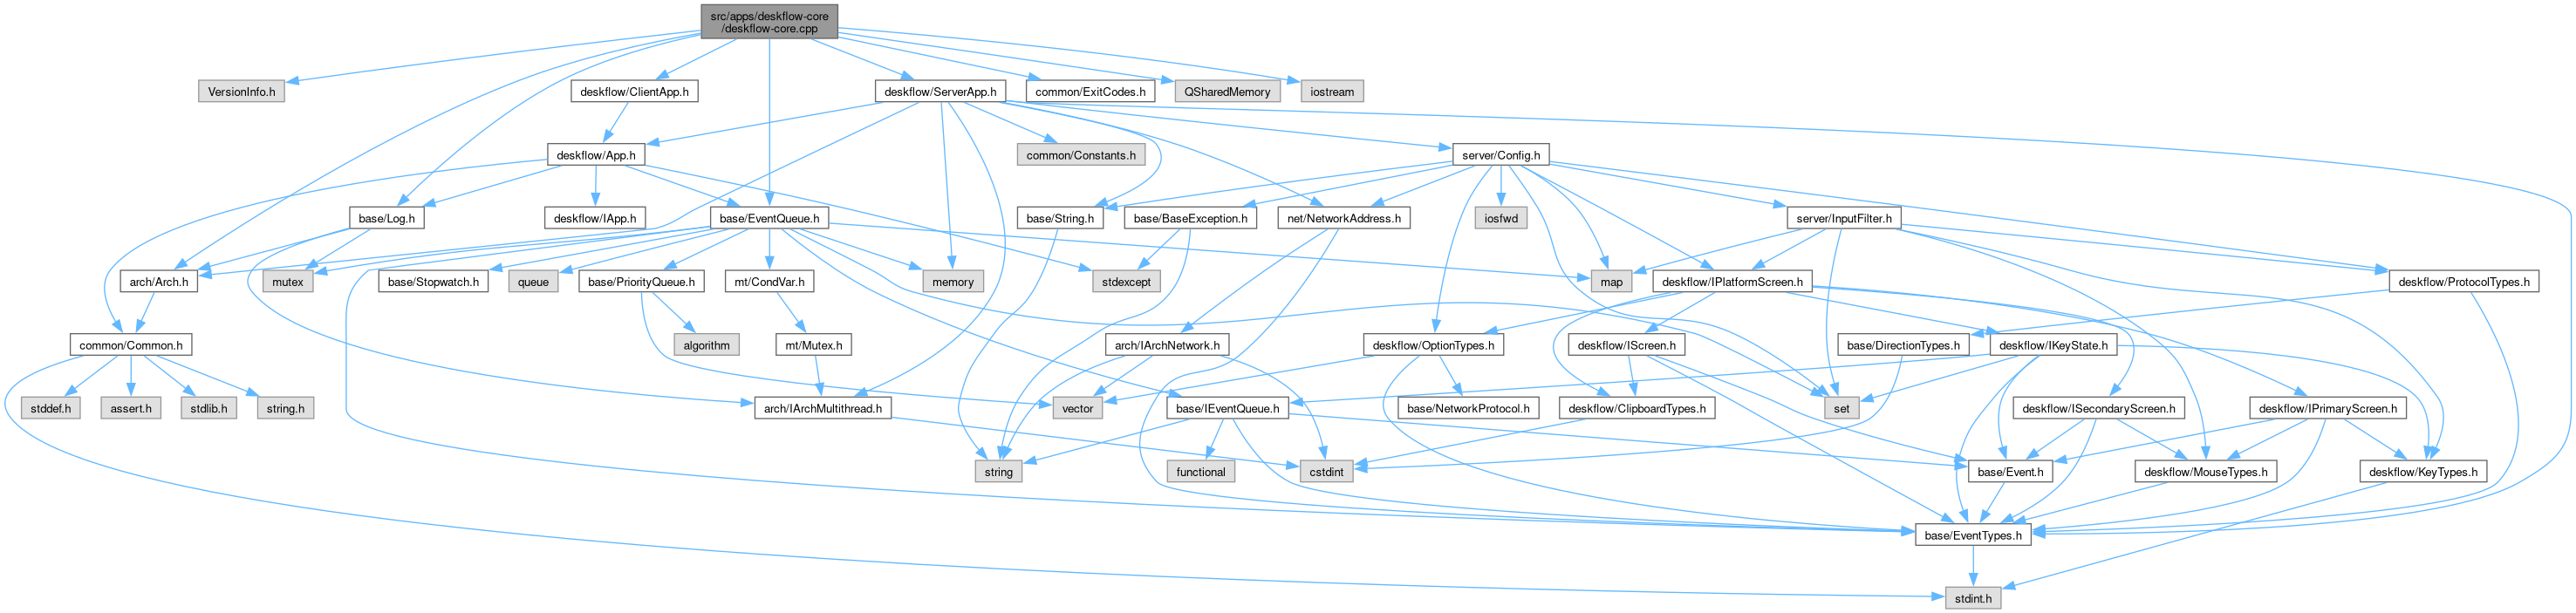 src/apps/deskflow-core
/deskflow-core.cpp
VersionInfo.h
deskflow/ClientApp.h
deskflow/ServerApp.h
common/ExitCodes.h
QSharedMemory
iostream
deskflow/App.h
common/Constants.h
server/Config.h
base/Log.h
deskflow/IApp.h
base/EventQueue.h
base/String.h
base/BaseException.h
net/NetworkAddress.h
iosfwd
server/InputFilter.h
arch/Arch.h
mutex
base/Stopwatch.h
queue
base/PriorityQueue.h
mt/CondVar.h
memory
stdexcept
map
deskflow/IPlatformScreen.h
deskflow/ProtocolTypes.h
common/Common.h
algorithm
mt/Mutex.h
arch/IArchNetwork.h
deskflow/OptionTypes.h
deskflow/IScreen.h
base/DirectionTypes.h
deskflow/IKeyState.h
stddef.h
assert.h
stdlib.h
string.h
arch/IArchMultithread.h
vector
base/IEventQueue.h
base/NetworkProtocol.h
deskflow/ClipboardTypes.h
set
deskflow/ISecondaryScreen.h
deskflow/IPrimaryScreen.h
string
functional
cstdint
base/Event.h
deskflow/MouseTypes.h
deskflow/KeyTypes.h
base/EventTypes.h
stdint.h